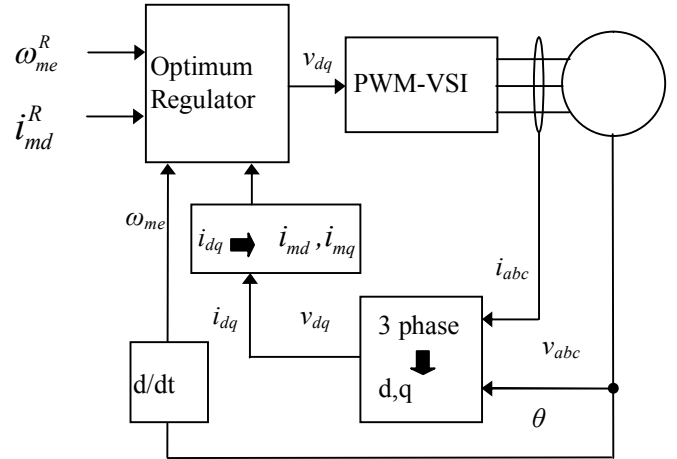 ω_me^R
i_md^R
Optimum
Regulator
v_dq
PWM-VSI
ω_me
i_dq ➡ i_md , i_mq
i_abc
i_dq
v_dq
3 phase
d,q
v_abc
d/dt
θ